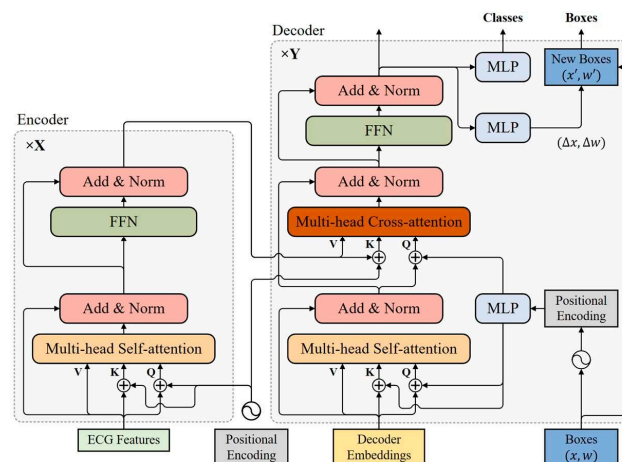 Classes
Boxes
Decoder
×Y
MLP
New Boxes
(x′, w′)
Add & Norm
FFN
MLP
(Δx, Δw)
Encoder
×X
Add & Norm
Add & Norm
FFN
Multi-head Cross-attention
V
K
Q
Add & Norm
Add & Norm
MLP
Positional
Encoding
Multi-head Self-attention
Multi-head Self-attention
V
K
Q
V
K
Q
ECG Features
Positional
Encoding
Decoder
Embeddings
Boxes
(x, w)